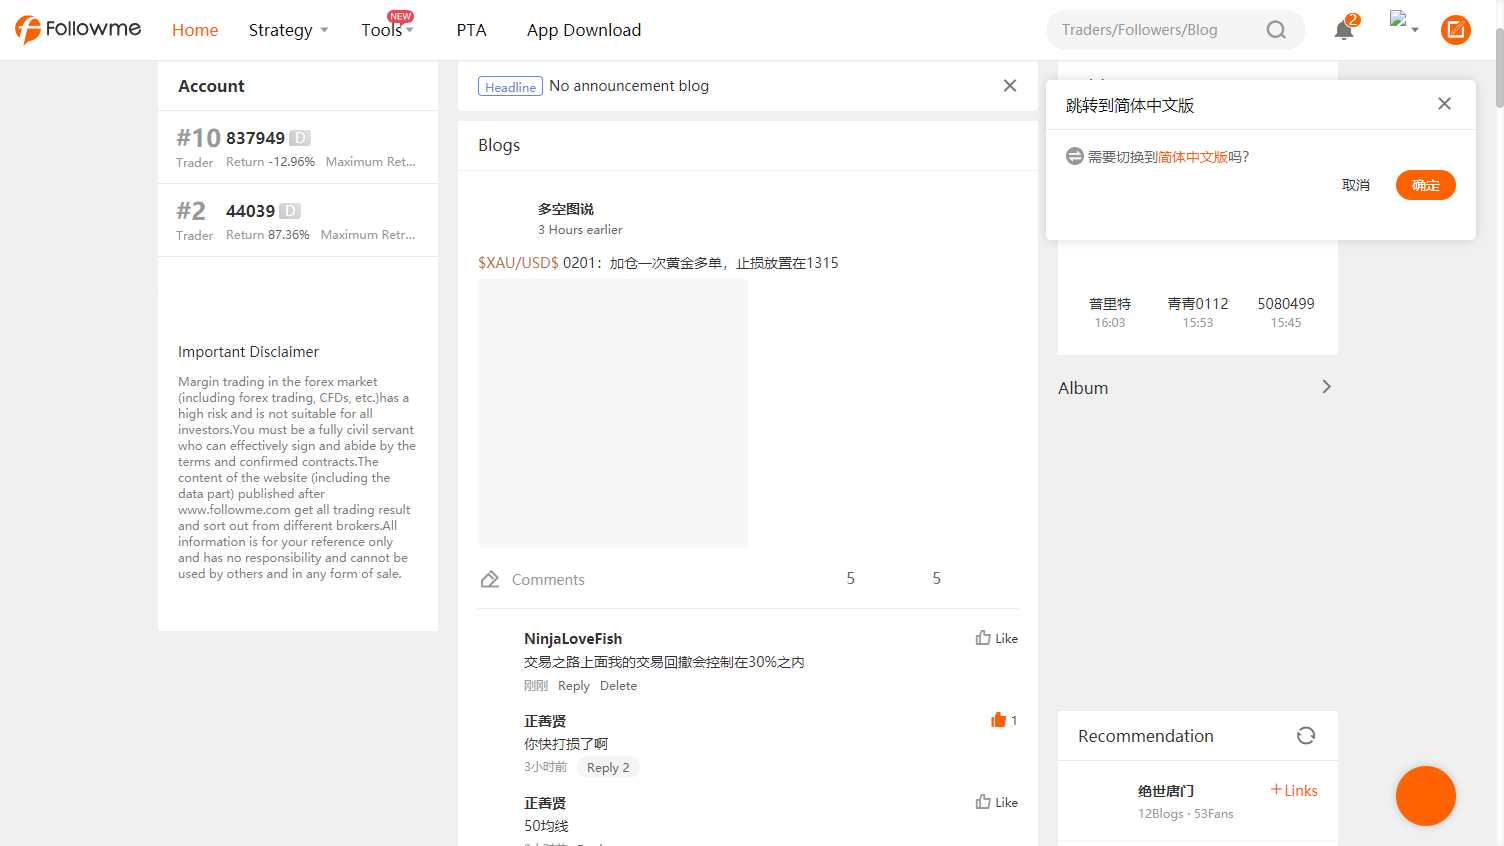 Followme Home Strategy Tools NEW PTA App Download Traders/Followers/Blog 2
Account
#10 837949 D
Trader Return -12.96% Maximum Ret...
#2 44039 D
Trader Return 87.36% Maximum Retr...
Important Disclaimer
Margin trading in the forex market
(including forex trading, CFDs, etc.)has a
high risk and is not suitable for all
investors.You must be a fully civil servant
who can effectively sign and abide by the
terms and confirmed contracts.The
content of the website (including the
data part) published after
www.followme.com get all trading result
and sort out from different brokers.All
information is for your reference only
and has no responsibility and cannot be
used by others and in any form of sale.
Headline No announcement blog
Blogs
多空图说
3 Hours earlier
$XAU/USD$ 0201：加仓一次黄金多单，止损放置在1315
Comments 5 5
NinjaLoveFish Like
交易之路上面我的交易回撤会控制在30%之内
刚刚 Reply Delete
正善贤 1
你快打损了啊
3小时前 Reply 2
正善贤 Like
50均线
跳转到简体中文版
需要切换到简体中文版吗？
取消 确定
普里特 青青0112 5080499
16:03 15:53 15:45
Album
Recommendation
绝世唐门 +Links
12Blogs · 53Fans